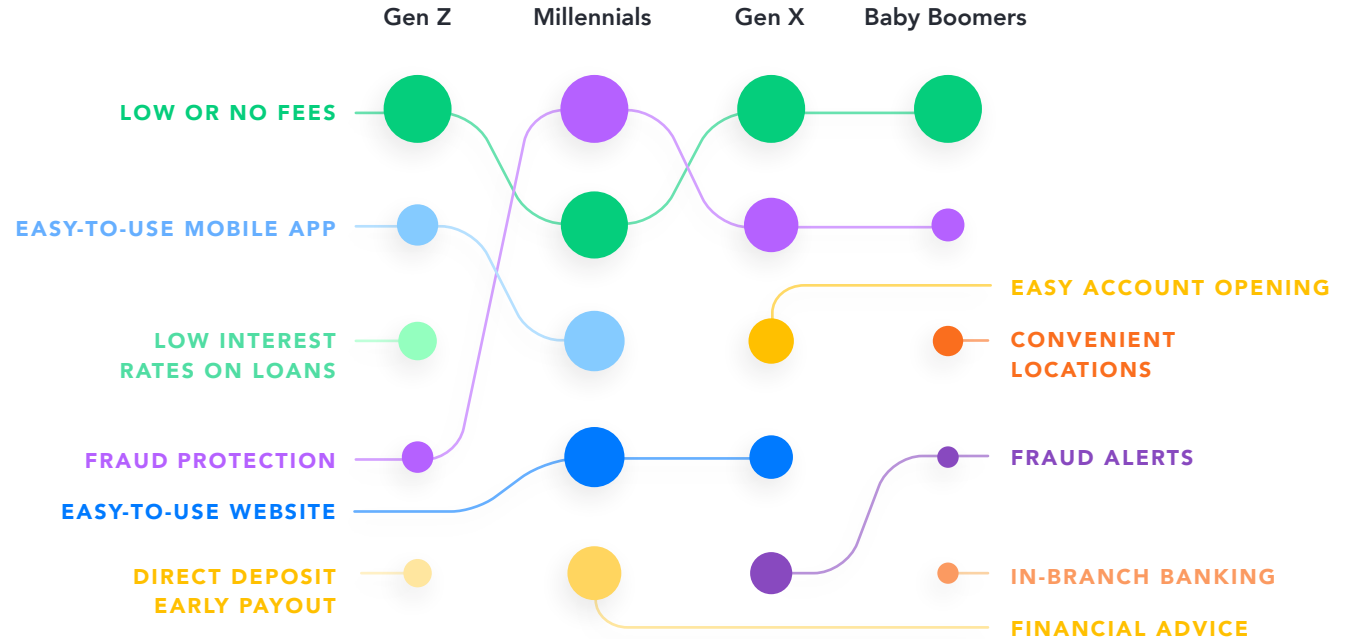 Gen Z Millennials Gen X Baby Boomers
LOW OR NO FEES
EASY-TO-USE MOBILE APP
LOW INTEREST
RATES ON LOANS
FRAUD PROTECTION
EASY-TO-USE WEBSITE
DIRECT DEPOSIT
EARLY PAYOUT
EASY ACCOUNT OPENING
CONVENIENT
LOCATIONS
FRAUD ALERTS
IN-BRANCH BANKING
FINANCIAL ADVICE